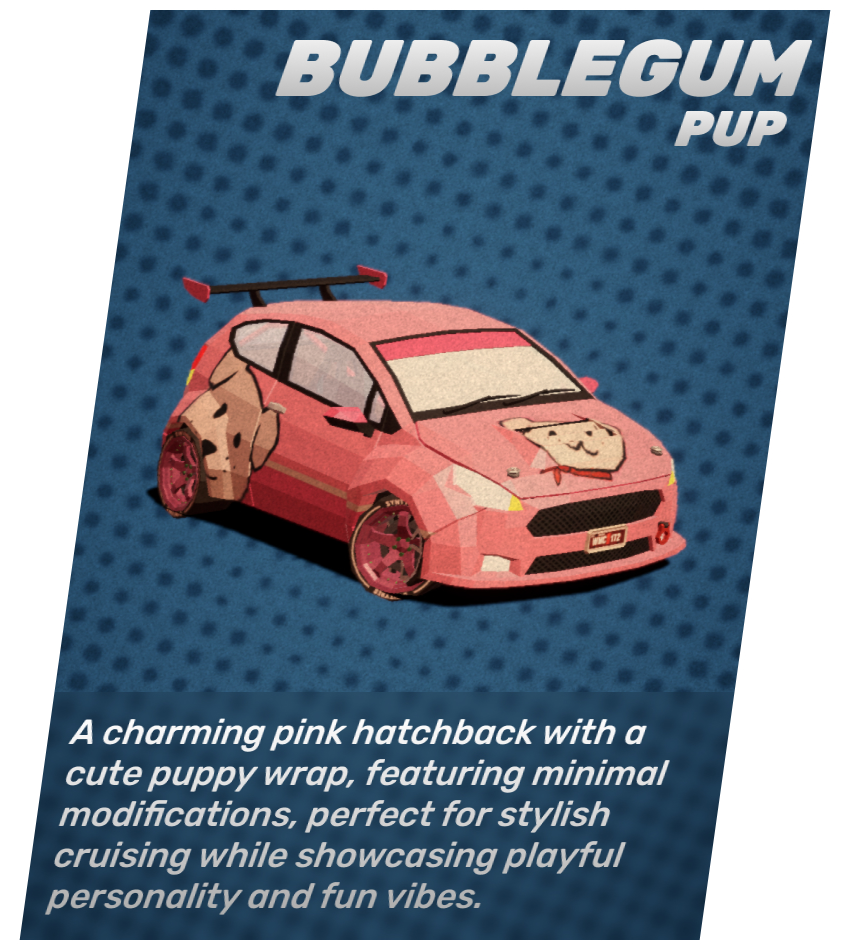 BUBBLEGUM
PUP
A charming pink hatchback with a
cute puppy wrap, featuring minimal
modifications, perfect for stylish
cruising while showcasing playful
personality and fun vibes.